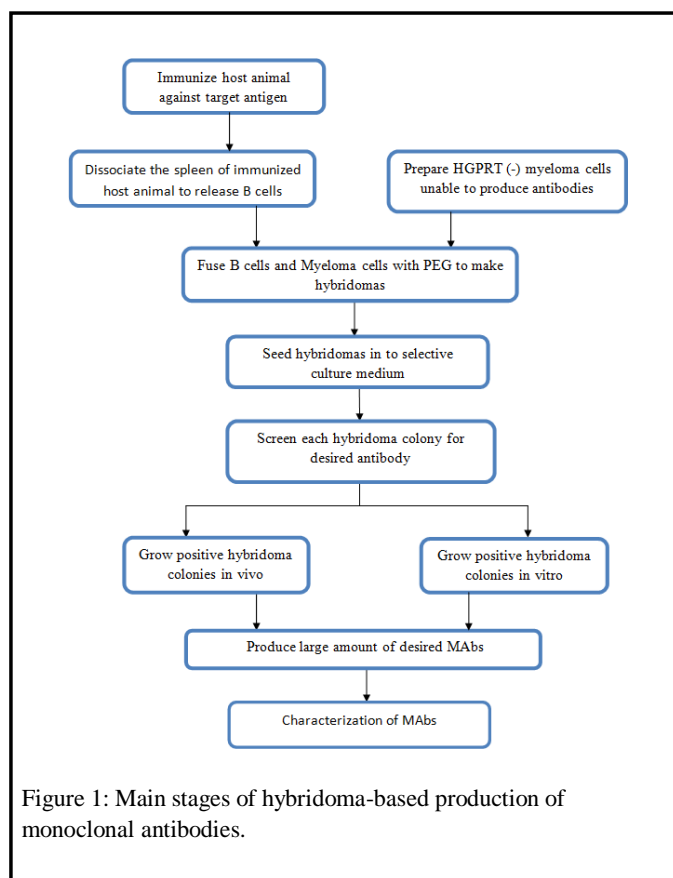 Immunize host animal
against target antigen
Dissociate the spleen of immunized
host animal to release B cells
Prepare HGPRT (-) myeloma cells
unable to produce antibodies
Fuse B cells and Myeloma cells with PEG to make
hybridomas
Seed hybridomas in to selective
culture medium
Screen each hybridoma colony for
desired antibody
Grow positive hybridoma
colonies in vivo
Grow positive hybridoma
colonies in vitro
Produce large amount of desired MAbs
Characterization of MAbs
Figure 1: Main stages of hybridoma-based production of
monoclonal antibodies.